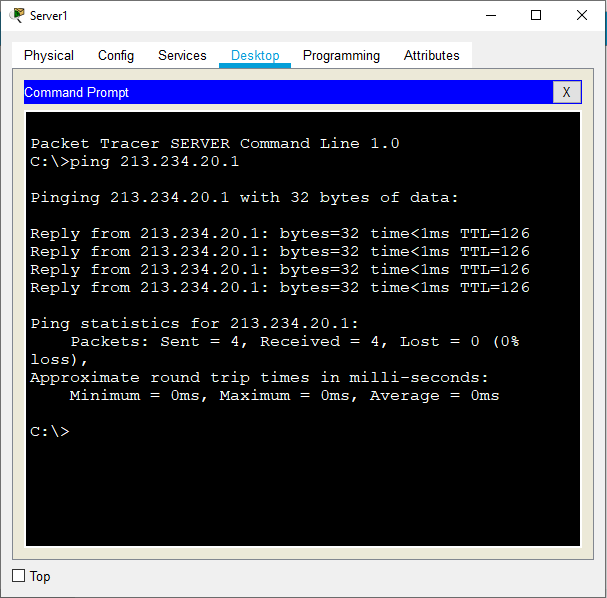 Server1
Physical Config Services Desktop Programming Attributes
Command Prompt X
Packet Tracer SERVER Command Line 1.0
C:\>ping 213.234.20.1
Pinging 213.234.20.1 with 32 bytes of data:
Reply from 213.234.20.1: bytes=32 time<1ms TTL=126
Reply from 213.234.20.1: bytes=32 time<1ms TTL=126
Reply from 213.234.20.1: bytes=32 time<1ms TTL=126
Reply from 213.234.20.1: bytes=32 time<1ms TTL=126
Ping statistics for 213.234.20.1:
Packets: Sent = 4, Received = 4, Lost = 0 (0%
loss),
Approximate round trip times in milli-seconds:
Minimum = 0ms, Maximum = 0ms, Average = 0ms
C:\>
Top